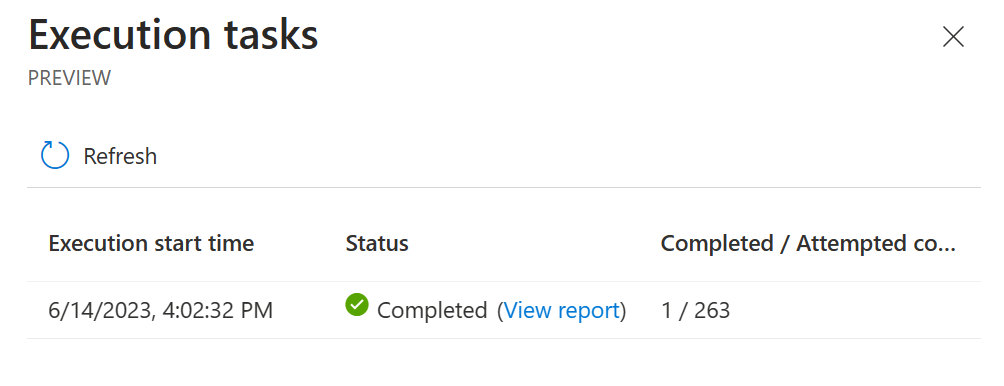 Execution tasks
PREVIEW
Refresh
Execution start time Status Completed / Attempted co...
6/14/2023, 4:02:32 PM Completed (View report) 1 / 263